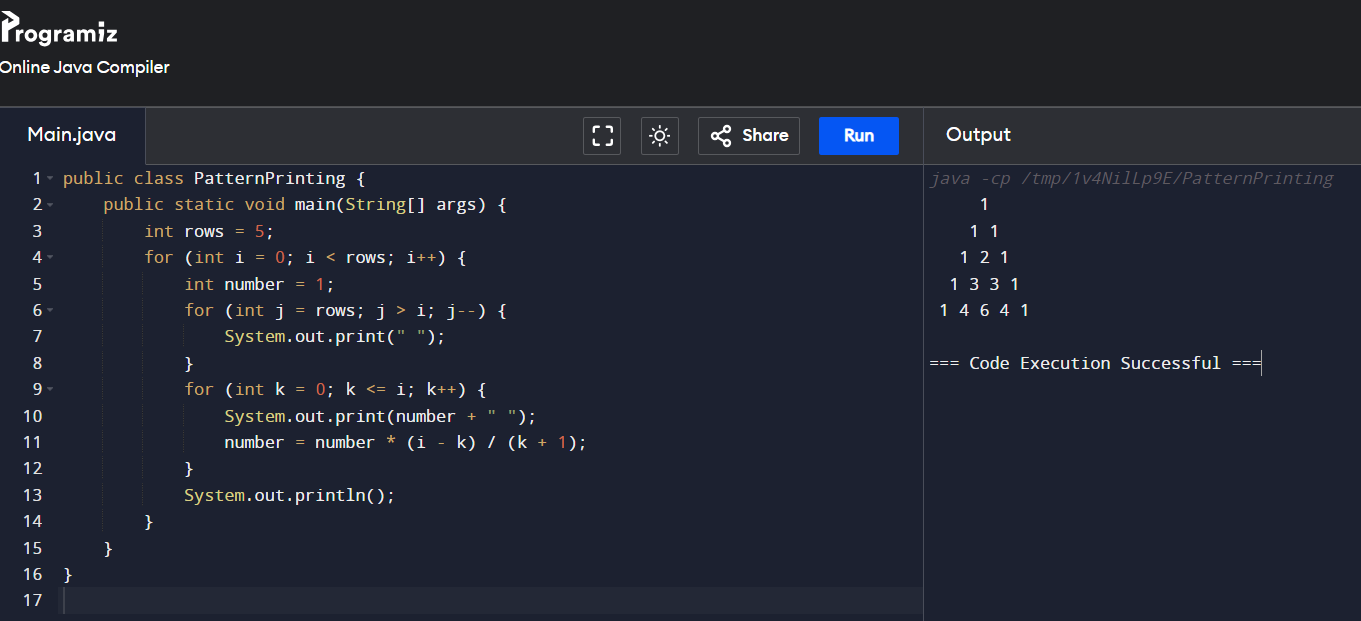 Programiz
Online Java Compiler
Main.java
Share
Run
Output
1 public class PatternPrinting {
2     public static void main(String[] args) {
3         int rows = 5;
4         for (int i = 0; i < rows; i++) {
5             int number = 1;
6             for (int j = rows; j > i; j--) {
7                 System.out.print(" ");
8             }
9             for (int k = 0; k <= i; k++) {
10                 System.out.print(number + " ");
11                 number = number * (i - k) / (k + 1);
12             }
13             System.out.println();
14         }
15     }
16 }
17
java -cp /tmp/1v4NilLp9E/PatternPrinting
     1
    1 1
   1 2 1
  1 3 3 1
 1 4 6 4 1
=== Code Execution Successful ===